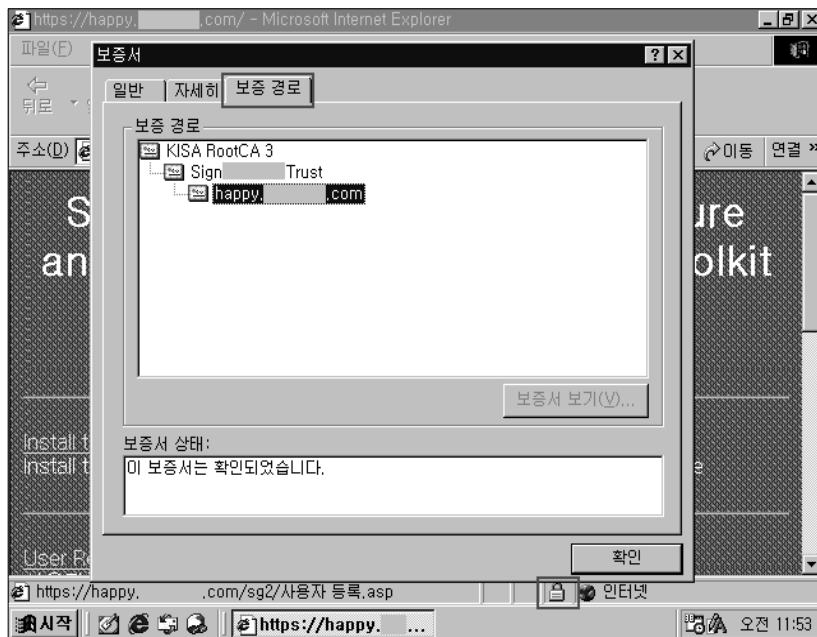 https://happy. .com/ - Microsoft Internet Explorer
파일(F)
보증서
뒤로
주소(D)
이동 연결 »
일반 자세히 보증 경로
보증 경로
KISA RootCA 3
Sign Trust
happy. .com
보증서 보기(V)...
보증서 상태:
이 보증서는 확인되었습니다.
확인
S ure
an olkit
Install t
Install t e
User Re
https://happy. .com/sg2/사용자 등록.asp
인터넷
시작
https://happy. ...
오전 11:53